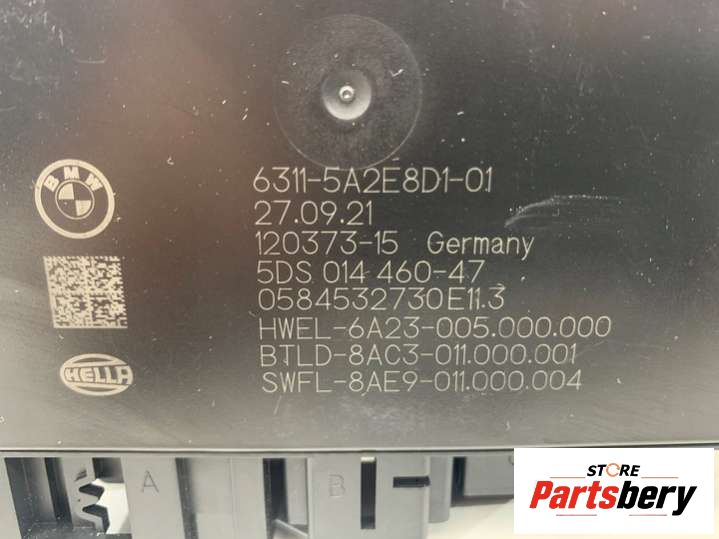 BMW
6311-5A2E8D1-01
27.09.21
120373-15 Germany
5DS 014 460-47
0584532730E11.3
HWEL-6A23-005.000.000
HELLA
BTLD-8AC3-011.000.001
SWFL-8AE9-011.000.004
A
B
STORE
Partsbery